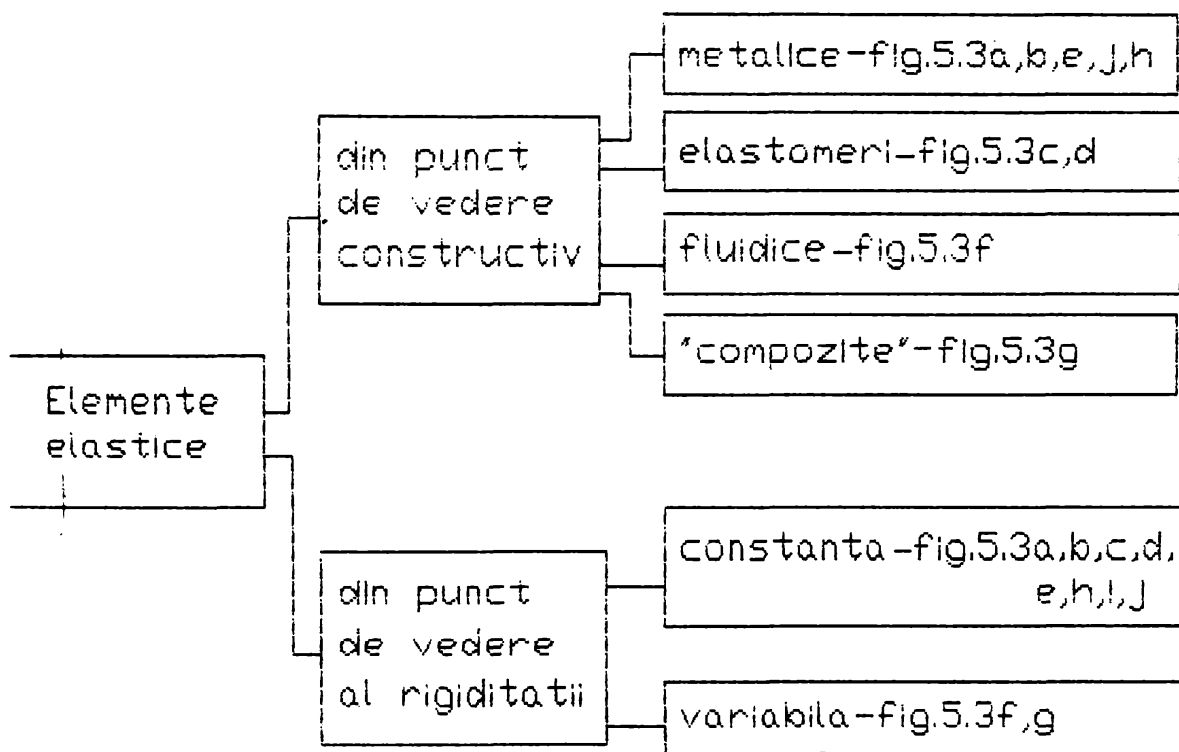 Elemente
elastice
din punct
de vedere
constructiv
metalice-fig.5.3a,b,e,j,h
elastomeri-fig.5.3c,d
fluidice-fig.5.3f
"compozite"-fig.5.3g
din punct
de vedere
al rigiditatii
constanta-fig.5.3a,b,c,d,
e,h,i,j
variabila-fig.5.3f,g